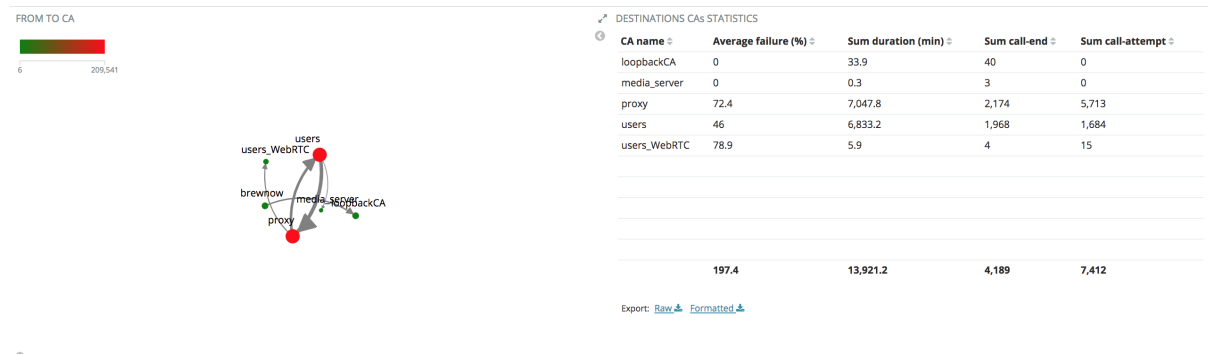 FROM TO CA
6 209,541
users
users_WebRTC
brewnow
media_server
loopbackCA
proxy
DESTINATIONS CAs STATISTICS
CA name Average failure (%) Sum duration (min) Sum call-end Sum call-attempt
loopbackCA 0 33.9 40 0
media_server 0 0.3 3 0
proxy 72.4 7,047.8 2,174 5,713
users 46 6,833.2 1,968 1,684
users_WebRTC 78.9 5.9 4 15
197.4 13,921.2 4,189 7,412
Export: Raw Formatted